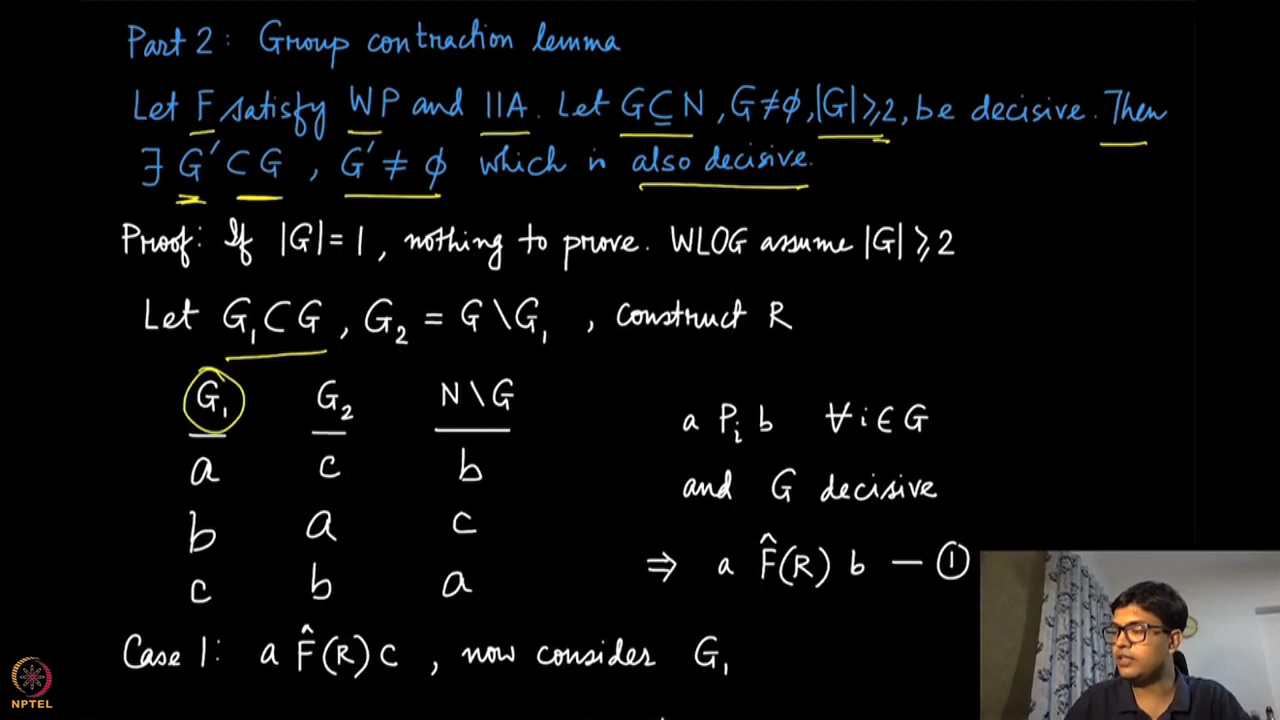 Part 2: Group contraction lemma
Let F satisfy WP and IIA. Let G⊆N, G≠ϕ, |G|⩾2, be decisive. Then
∃ G'⊂G, G'≠ϕ which is also decisive.
Proof: If |G|=1, nothing to prove. WLOG assume |G|⩾2
Let G₁⊂G, G₂ = G\G₁, construct R
G₁ G₂ N\G
a c b
b a c
c b a
a Pᵢ b ∀i∈G
and G decisive
⇒ a F̂(R) b — ①
Case 1: a F̂(R) c, now consider G₁
NPTEL